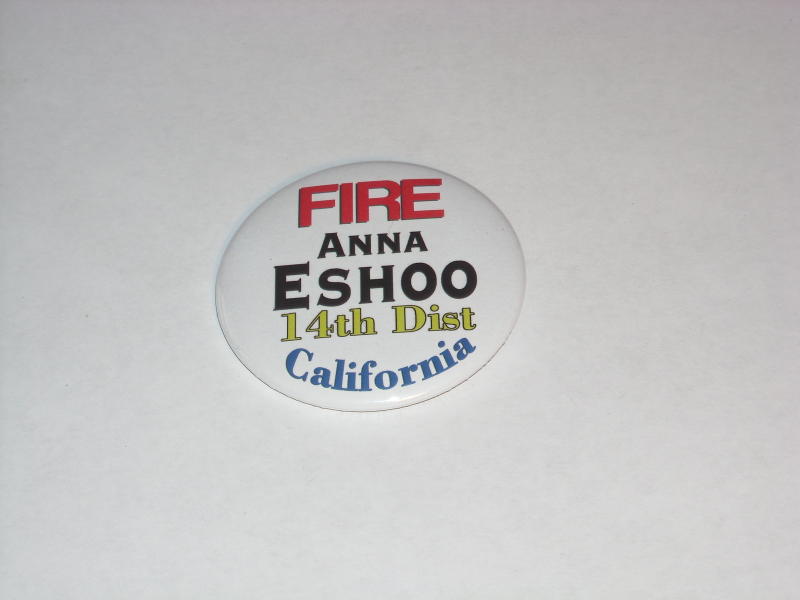 FIRE
ANNA
ESHOO
14th Dist
California